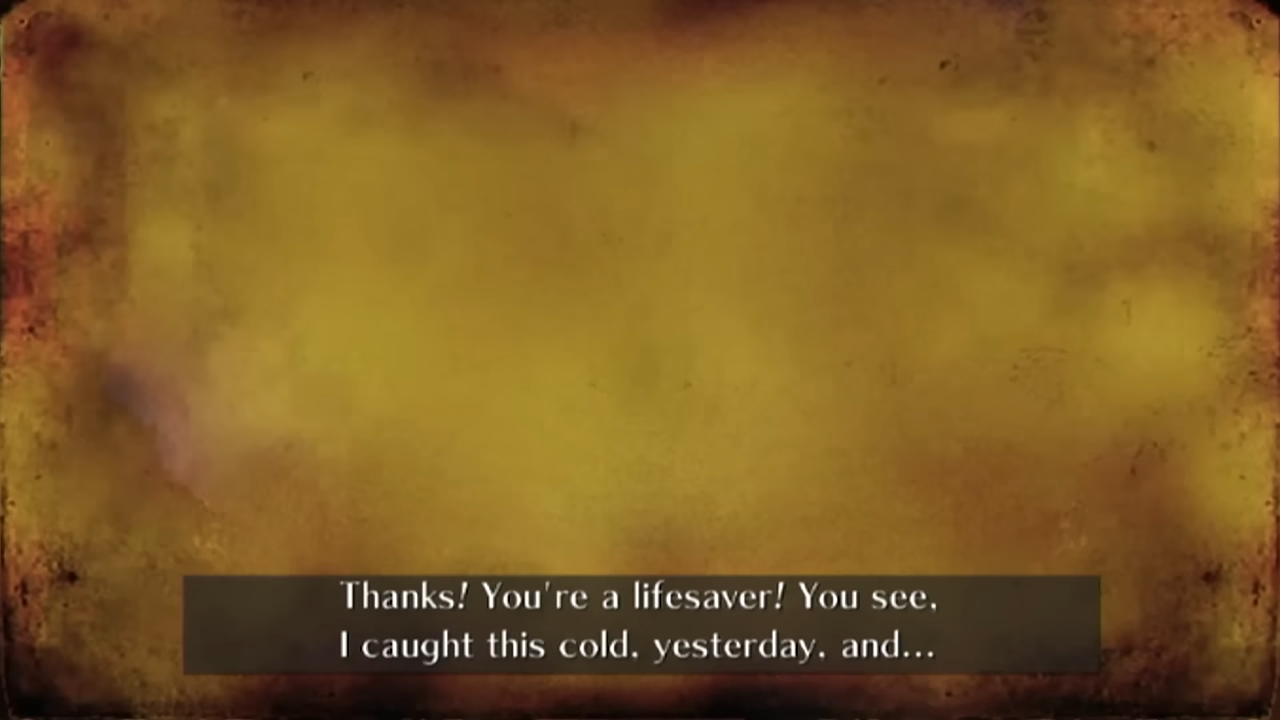 Thanks! You're a lifesaver! You see,
I caught this cold, yesterday, and...